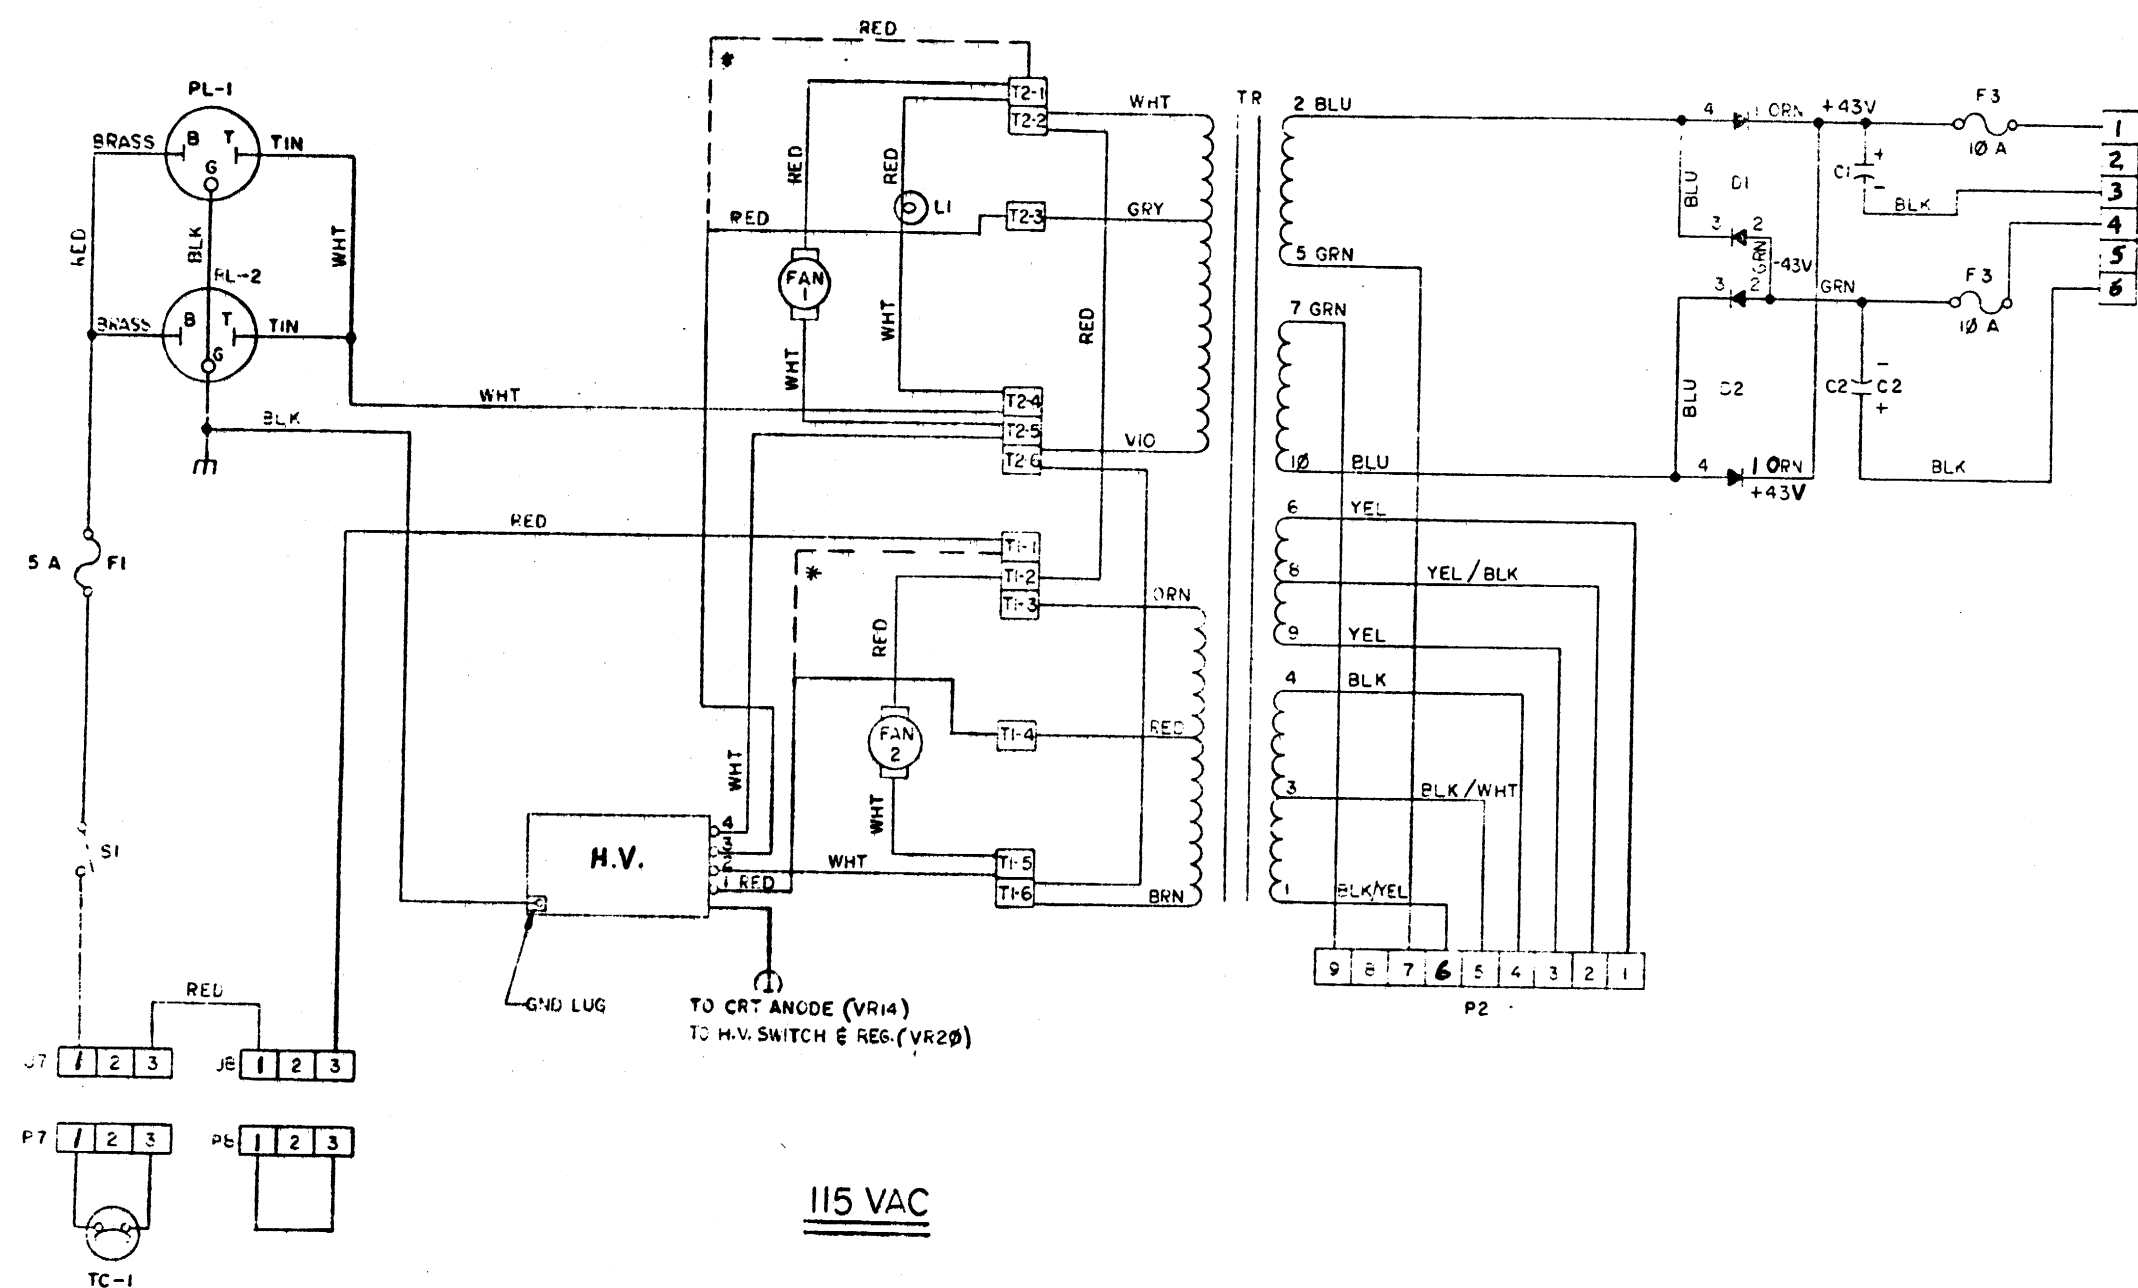 RED
*
PL-1
B T
G
BRASS
TIN
RED
BLK
WHT
PL-2
B T
G
BRASS
TIN
BLK
WHT
5 A F1
S1
RED
J7 1 2 3
J8 1 2 3
P7 1 2 3
P8 1 2 3
TC-1
RED
RED
RED
RED
L1
FAN
1
WHT
WHT
RED
T2-1
T2-2
T2-3
T2-4
T2-5
T2-6
*
T1-1
T1-2
T1-3
T1-4
T1-5
T1-6
RED
FAN
2
WHT
WHT
WHT
H.V.
4
3
2
1 RED
GND LUG
TO CRT ANODE (VR14)
TO H.V. SWITCH & REG. (VR20)
WHT
GRY
VIO
ORN
RED
BRN
TR
2 BLU
5 GRN
7 GRN
10 BLU
6 YEL
8 YEL/BLK
9 YEL
4 BLK
3 BLK/WHT
1 BLK/YEL
9 8 7 6 5 4 3 2 1
P2
4 1 ORN +43V
BLU
D1
3 2
GRN
-43V
3 2
GRN
BLU
D2
4 1 ORN
+43V
F3
10 A
C1
+
-
BLK
F3
10 A
-
C2 C2
+
BLK
1
2
3
4
5
6
115 VAC